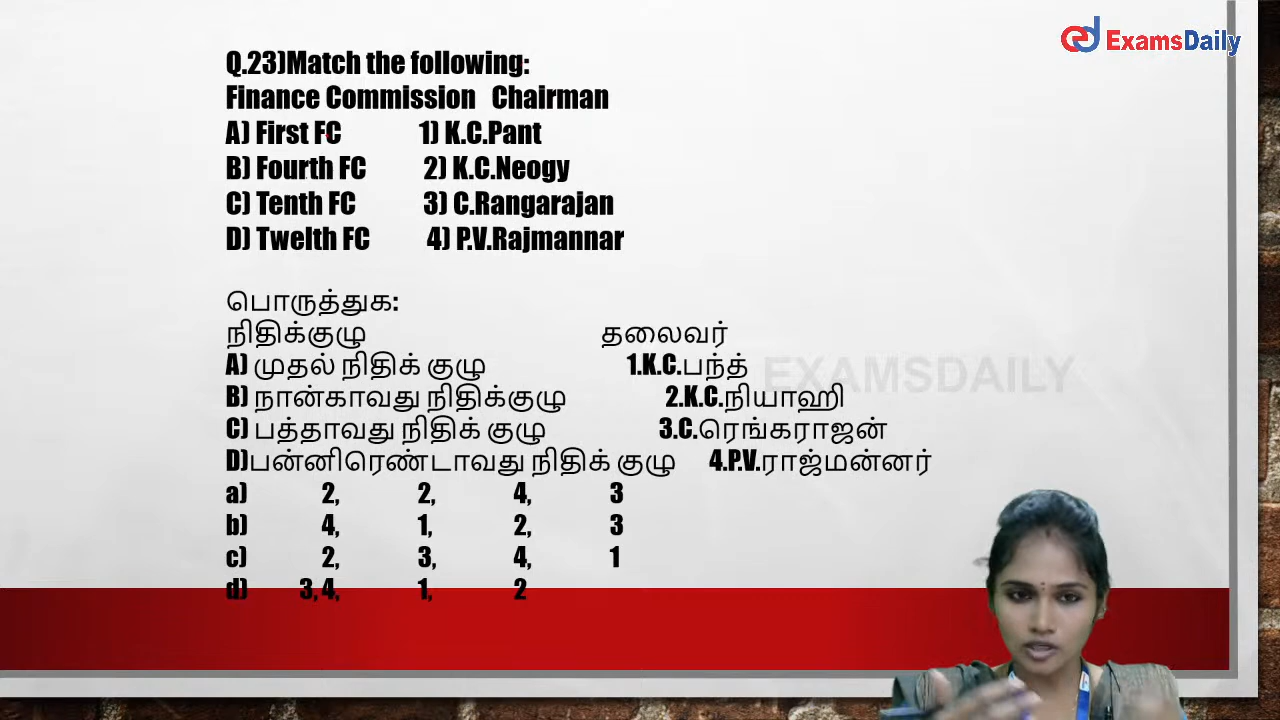 ExamsDaily
Q.23)Match the following:
Finance Commission Chairman
A) First FC 1) K.C.Pant
B) Fourth FC 2) K.C.Neogy
C) Tenth FC 3) C.Rangarajan
D) Twelth FC 4) P.V.Rajmannar
பொருத்துக:
நிதிக்குழு தலைவர்
A) முதல் நிதிக் குழு 1.K.C.பந்த்
B) நான்காவது நிதிக்குழு 2.K.C.நியாஹி
C) பத்தாவது நிதிக் குழு 3.C.ரெங்கராஜன்
D)பன்னிரெண்டாவது நிதிக் குழு 4.P.V.ராஜ்மன்னர்
EXAMSDAILY
a) 2, 2, 4, 3
b) 4, 1, 2, 3
c) 2, 3, 4, 1
d) 3, 4, 1, 2